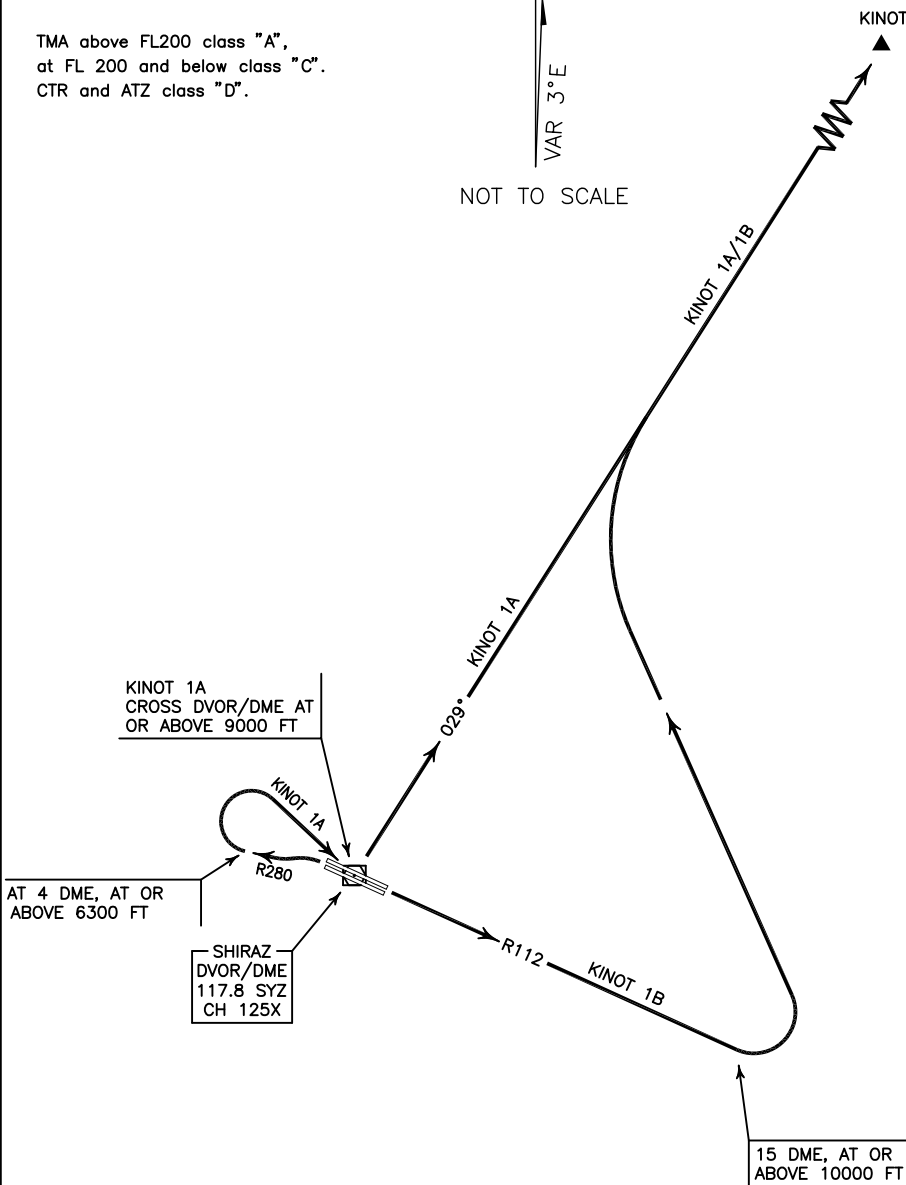 TMA above FL200 class "A",
at FL 200 and below class "C".
CTR and ATZ class "D".
KINOT
VAR 3°E
NOT TO SCALE
KINOT 1A/1B
KINOT 1A
029°
KINOT 1A
CROSS DVOR/DME AT
OR ABOVE 9000 FT
KINOT 1A
R280
AT 4 DME, AT OR
ABOVE 6300 FT
SHIRAZ
DVOR/DME
117.8 SYZ
CH 125X
R112
KINOT 1B
15 DME, AT OR
ABOVE 10000 FT